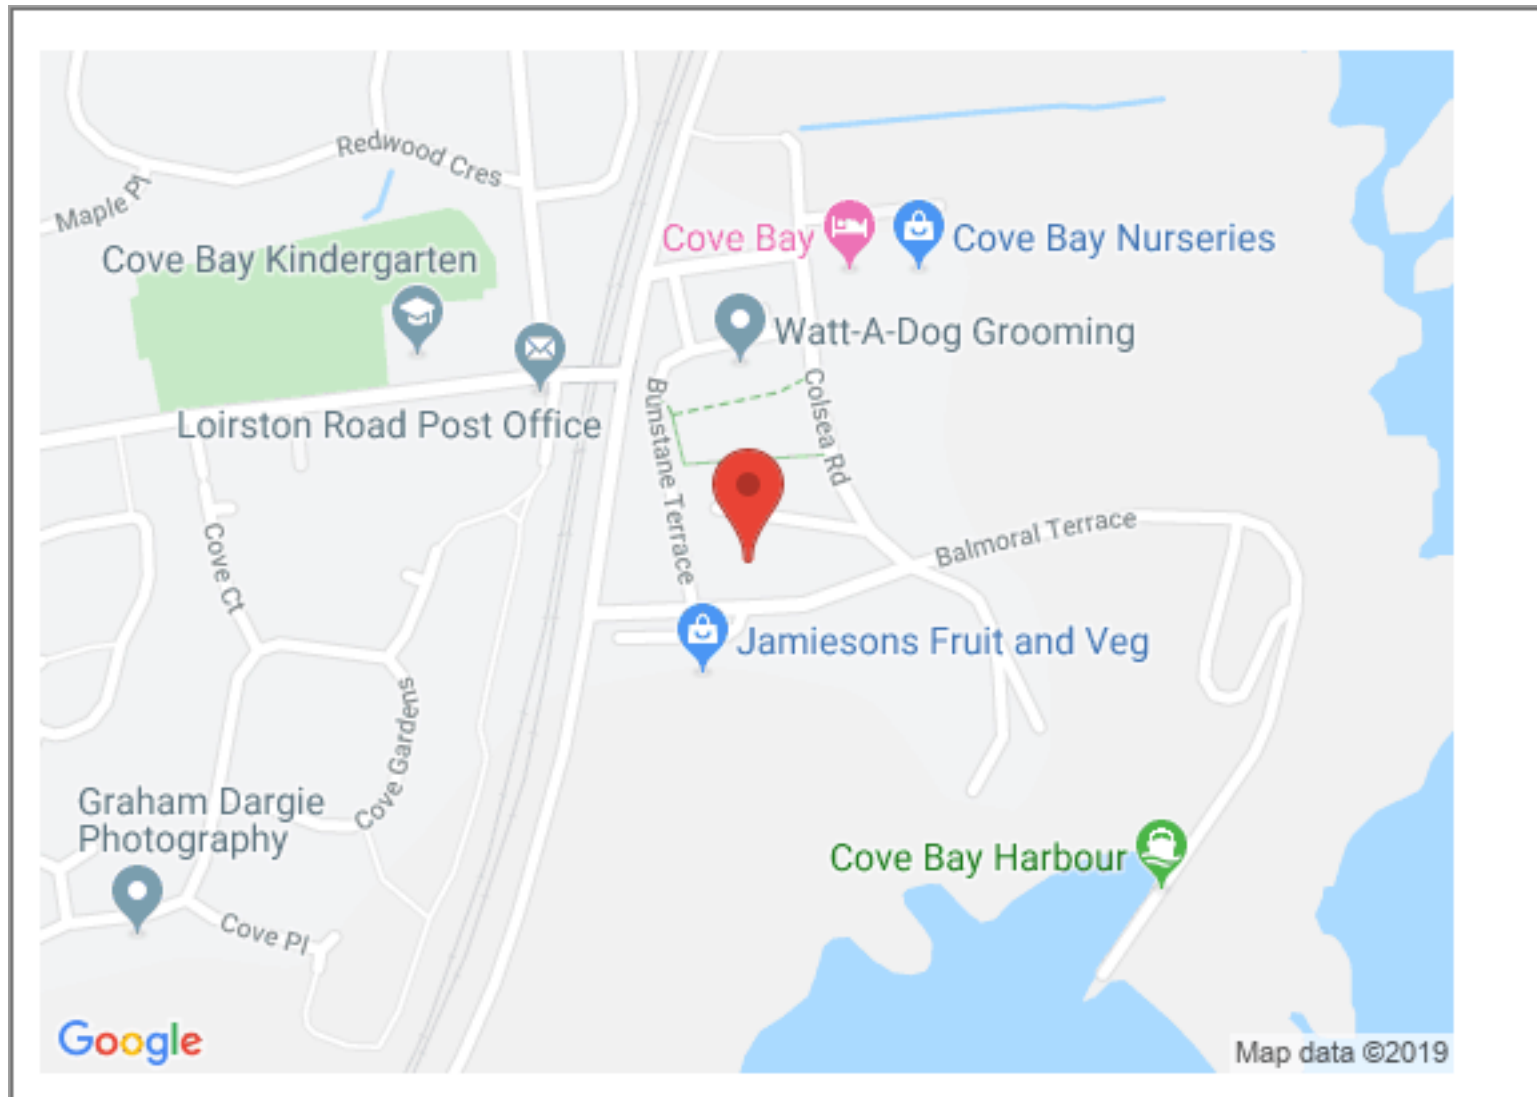 Redwood Cres
Maple Pl
Cove Bay
Cove Bay Nurseries
Cove Bay Kindergarten
Watt-A-Dog Grooming
Loirston Road Post Office
Bunstane Terrace
Colsea Rd
Balmoral Terrace
Cove Ct
Jamiesons Fruit and Veg
Cove Gardens
Graham Dargie
Photography
Cove Bay Harbour
Cove Pl
Google
Map data ©2019